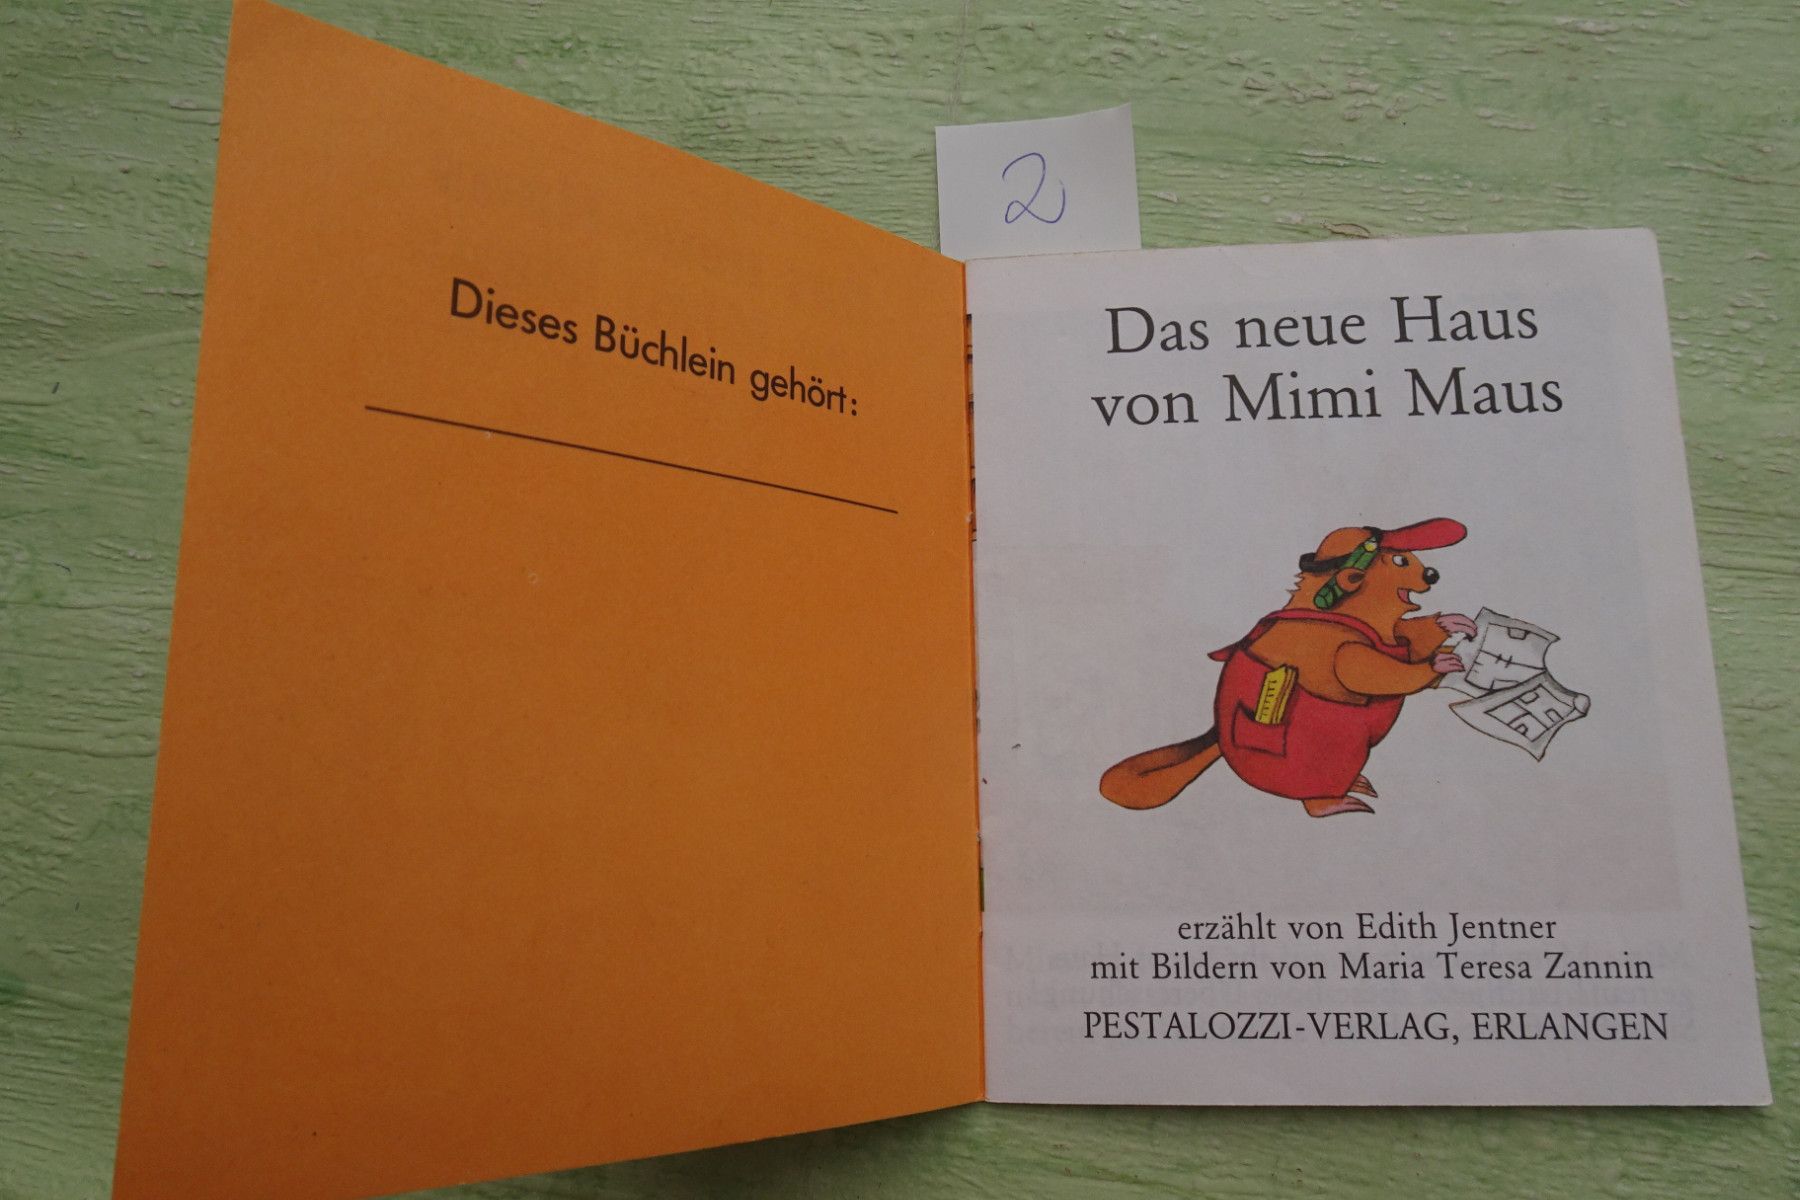 Dieses Büchlein gehört:
2
Das neue Haus
von Mimi Maus
erzählt von Edith Jentner
mit Bildern von Maria Teresa Zannin
PESTALOZZI-VERLAG, ERLANGEN